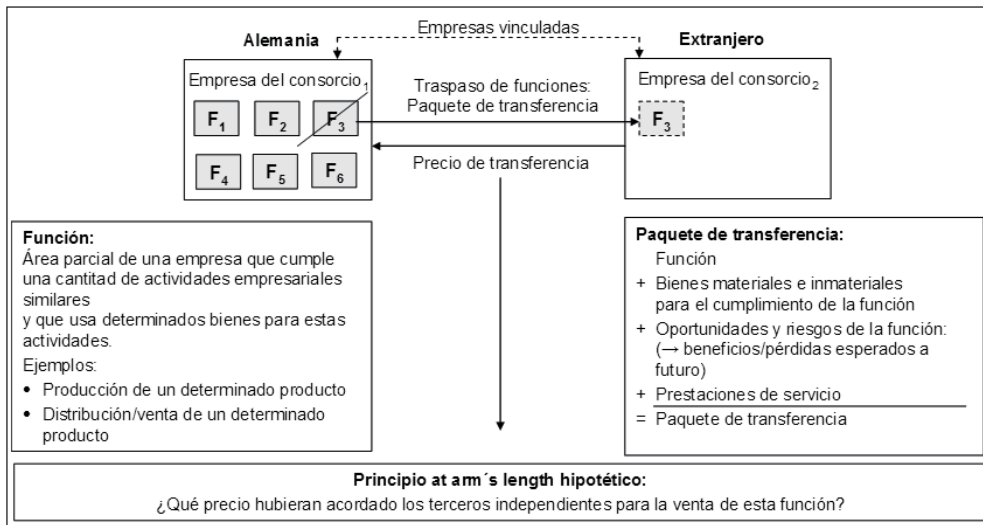 Empresas vinculadas
Alemania
Extranjero
Empresa del consorcio₁
F₁ F₂ F₃
F₄ F₅ F₆
Traspaso de funciones:
Paquete de transferencia
Precio de transferencia
Empresa del consorcio₂
F₃
Función:
Área parcial de una empresa que cumple
una cantidad de actividades empresariales
similares
y que usa determinados bienes para estas
actividades.
Ejemplos:
• Producción de un determinado producto
• Distribución/venta de un determinado
producto
Paquete de transferencia:
Función
+ Bienes materiales e inmateriales
para el cumplimiento de la función
+ Oportunidades y riesgos de la función:
(→ beneficios/pérdidas esperados a
futuro)
+ Prestaciones de servicio
= Paquete de transferencia
Principio at arm´s length hipotético:
¿Qué precio hubieran acordado los terceros independientes para la venta de esta función?